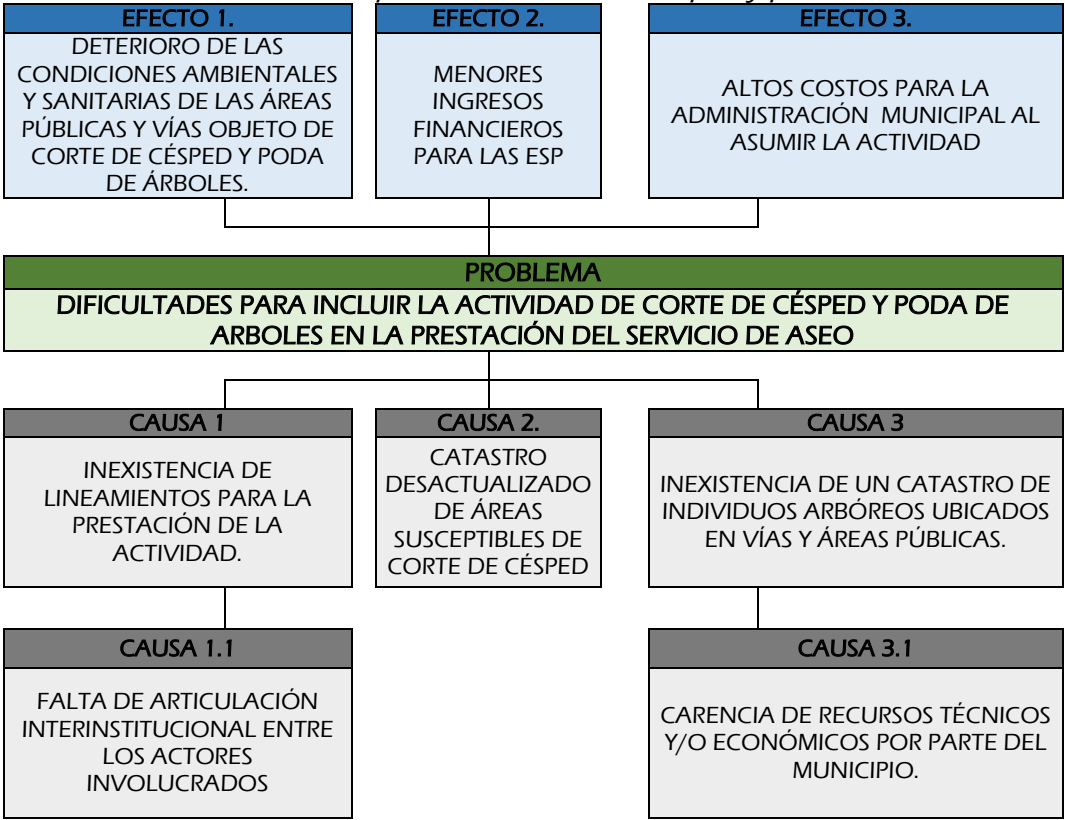 EFECTO 1.
DETERIORO DE LAS
CONDICIONES AMBIENTALES
Y SANITARIAS DE LAS ÁREAS
PÚBLICAS Y VÍAS OBJETO DE
CORTE DE CÉSPED Y PODA
DE ÁRBOLES.
EFECTO 2.
MENORES
INGRESOS
FINANCIEROS
PARA LAS ESP
EFECTO 3.
ALTOS COSTOS PARA LA
ADMINISTRACIÓN MUNICIPAL AL
ASUMIR LA ACTIVIDAD
PROBLEMA
DIFICULTADES PARA INCLUIR LA ACTIVIDAD DE CORTE DE CÉSPED Y PODA DE
ARBOLES EN LA PRESTACIÓN DEL SERVICIO DE ASEO
CAUSA 1
INEXISTENCIA DE
LINEAMIENTOS PARA LA
PRESTACIÓN DE LA
ACTIVIDAD.
CAUSA 2.
CATASTRO
DESACTUALIZADO
DE ÁREAS
SUSCEPTIBLES DE
CORTE DE CÉSPED
CAUSA 3
INEXISTENCIA DE UN CATASTRO DE
INDIVIDUOS ARBÓREOS UBICADOS
EN VÍAS Y ÁREAS PÚBLICAS.
CAUSA 1.1
FALTA DE ARTICULACIÓN
INTERINSTITUCIONAL ENTRE
LOS ACTORES
INVOLUCRADOS
CAUSA 3.1
CARENCIA DE RECURSOS TÉCNICOS
Y/O ECONÓMICOS POR PARTE DEL
MUNICIPIO.